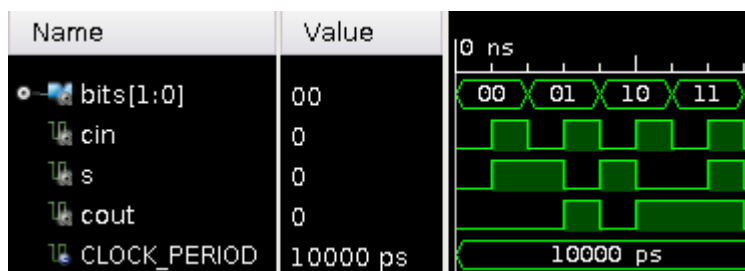 Name Value 0 ns
bits[1:0] 00 00 01 10 11
cin 0
s 0
cout 0
CLOCK_PERIOD 10000 ps 10000 ps